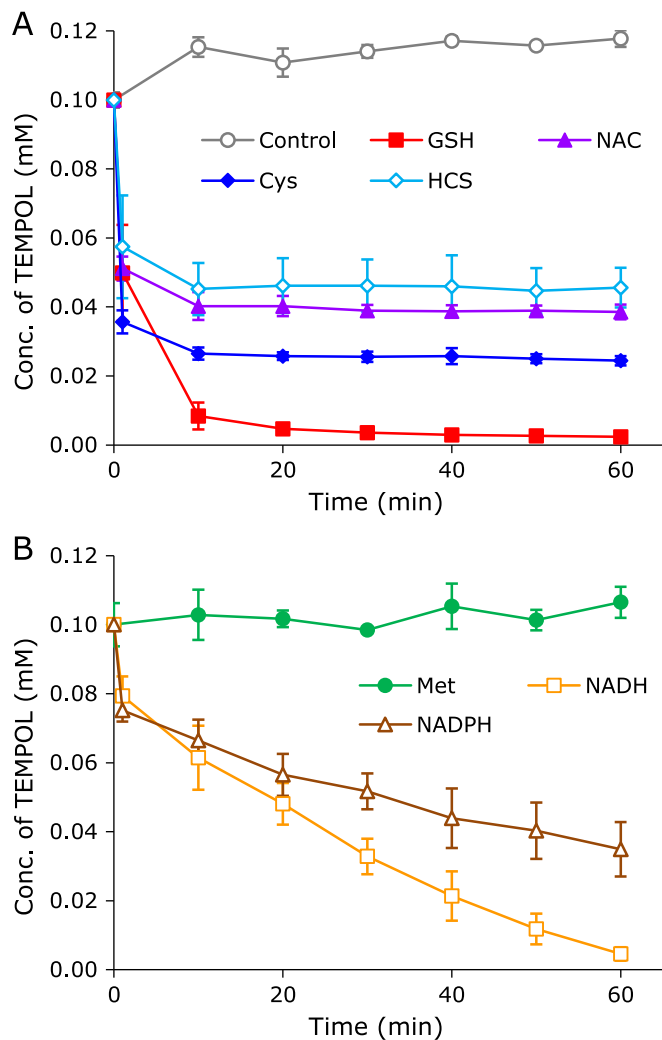 A
0.12
0.10
0.08
0.06
0.04
0.02
0.00
Conc. of TEMPOL (mM)
Control GSH NAC
Cys HCS
0 20 40 60
Time (min)
B
0.12
0.10
0.08
0.06
0.04
0.02
0.00
Conc. of TEMPOL (mM)
Met NADH
NADPH
0 20 40 60
Time (min)